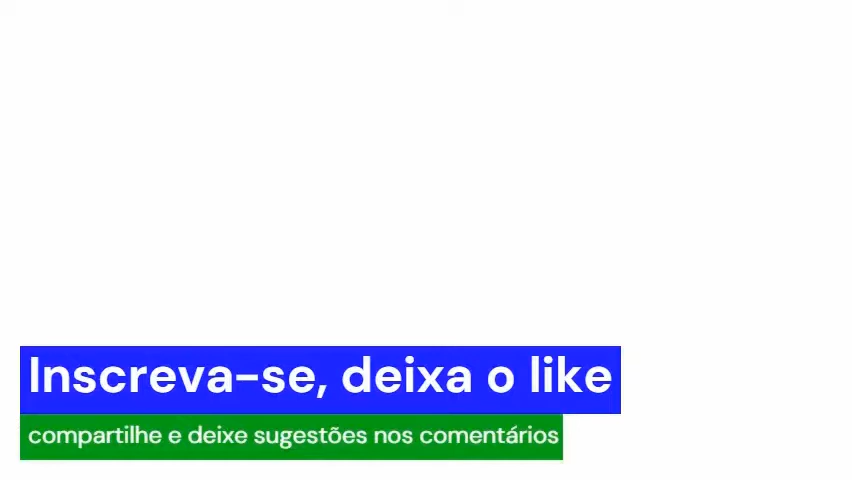 Inscreva-se, deixa o like
compartilhe e deixe sugestões nos comentários